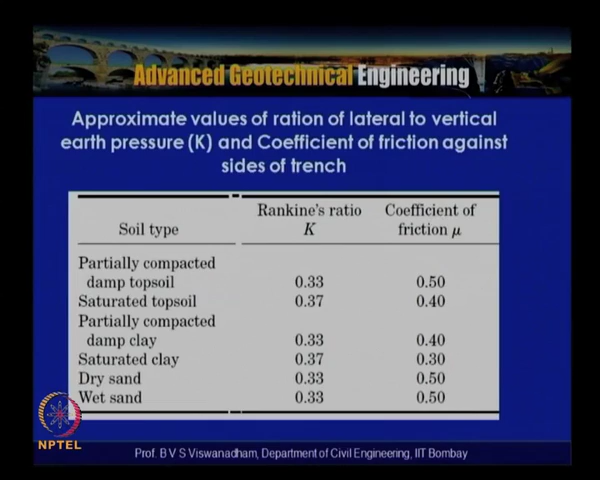 Advanced Geotechnical Engineering
Approximate values of ration of lateral to vertical
earth pressure (K) and Coefficient of friction against
sides of trench
Soil type Rankine's ratio K Coefficient of friction μ
Partially compacted
damp topsoil 0.33 0.50
Saturated topsoil 0.37 0.40
Partially compacted
damp clay 0.33 0.40
Saturated clay 0.37 0.30
Dry sand 0.33 0.50
Wet sand 0.33 0.50
NPTEL
Prof. B V S Viswanadham, Department of Civil Engineering, IIT Bombay